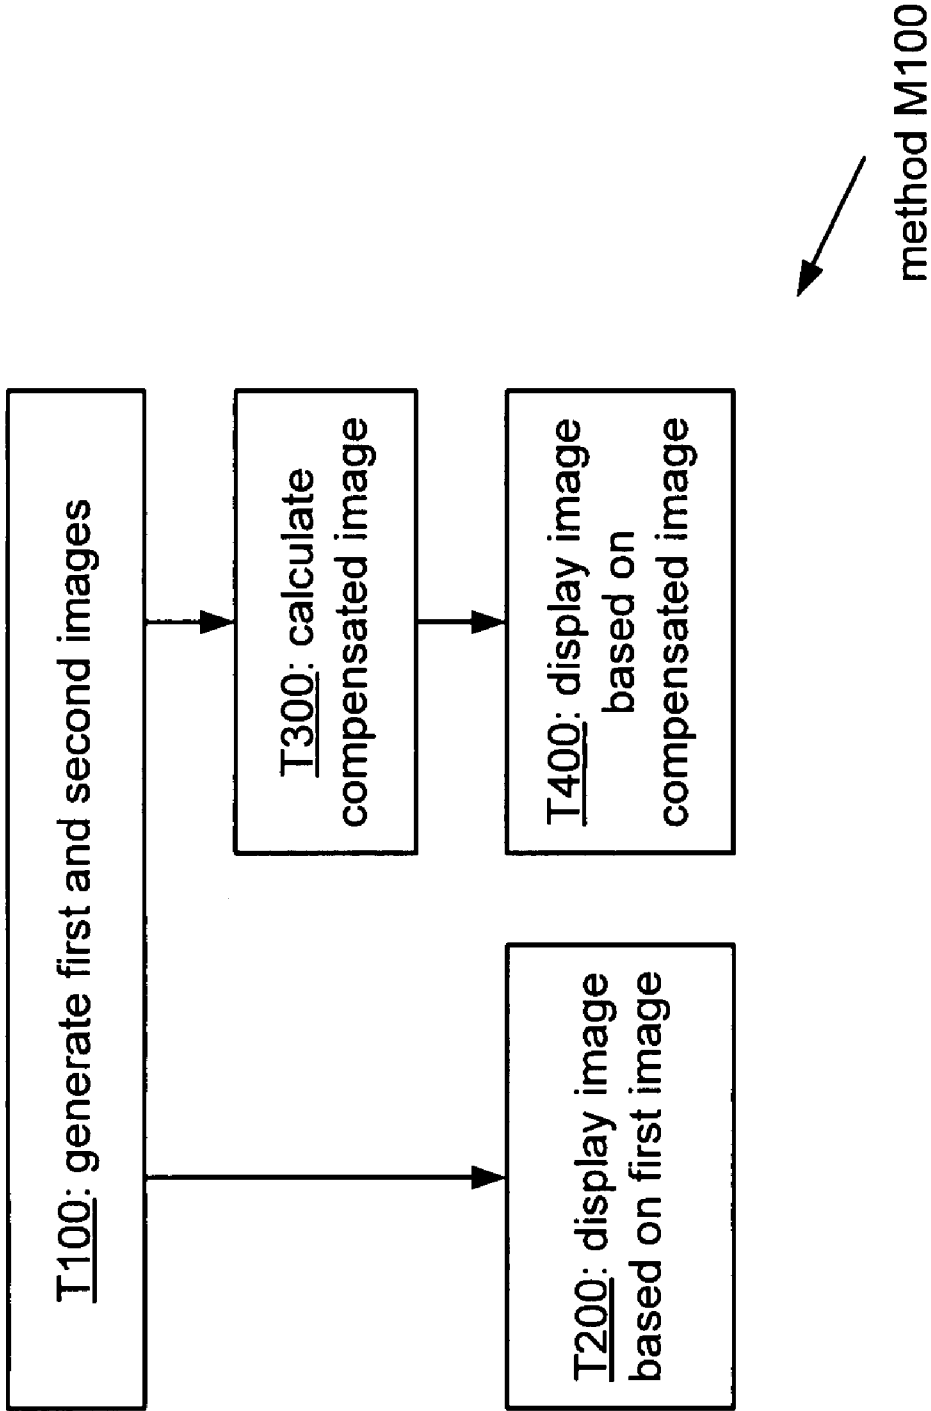 T100: generate first and second images
T200: display image
based on first image
T300: calculate
compensated image
T400: display image
based on
compensated image
method M100